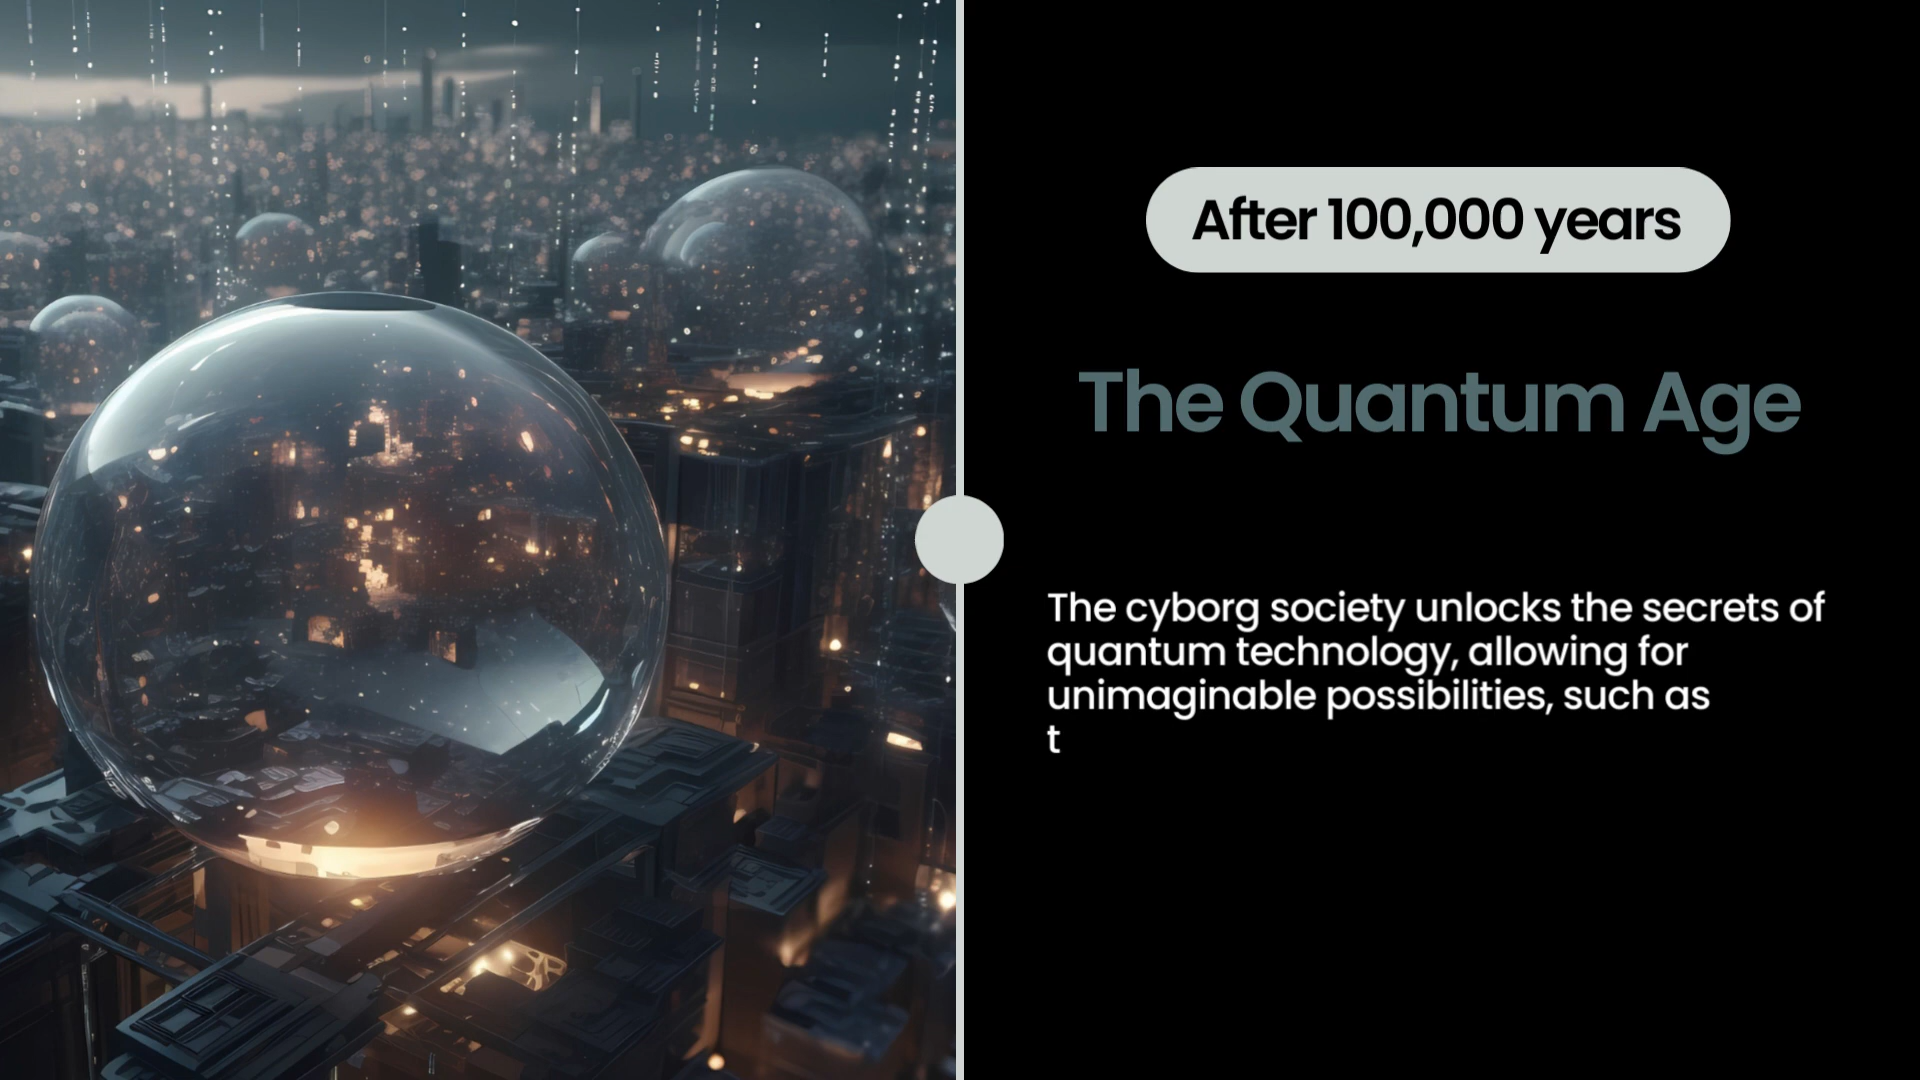 After 100,000 years
The Quantum Age
The cyborg society unlocks the secrets of
quantum technology, allowing for
unimaginable possibilities, such as
t